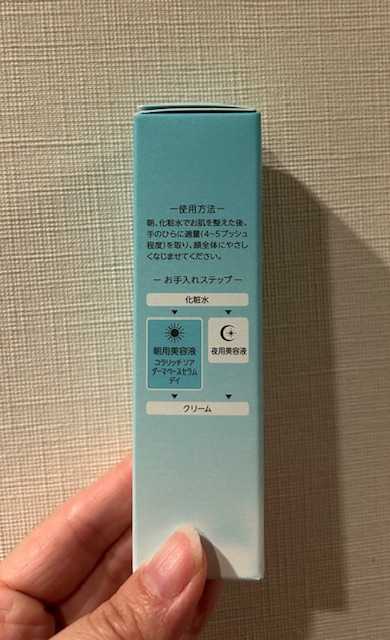 ー使用方法ー
朝、化粧水でお肌を整えた後、
手のひらに適量(4~5プッシュ
程度)を取り、顔全体にやさし
くなじませてください。
ー お手入れステップ ー
化粧水
朝用美容液
コラリッチ ソア
ダーマベースセラム
デイ
夜用美容液
クリーム